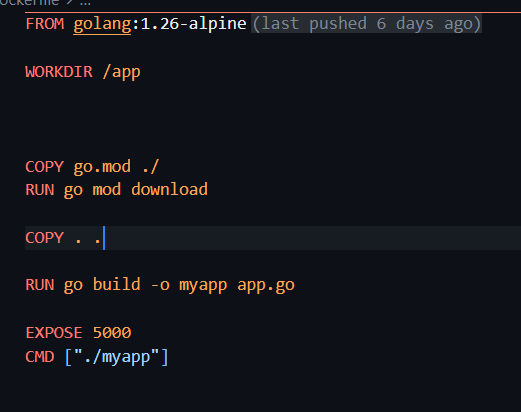 ockerfile > ...
FROM golang:1.26-alpine (last pushed 6 days ago)
WORKDIR /app
COPY go.mod ./
RUN go mod download
COPY . .
RUN go build -o myapp app.go
EXPOSE 5000
CMD ["./myapp"]